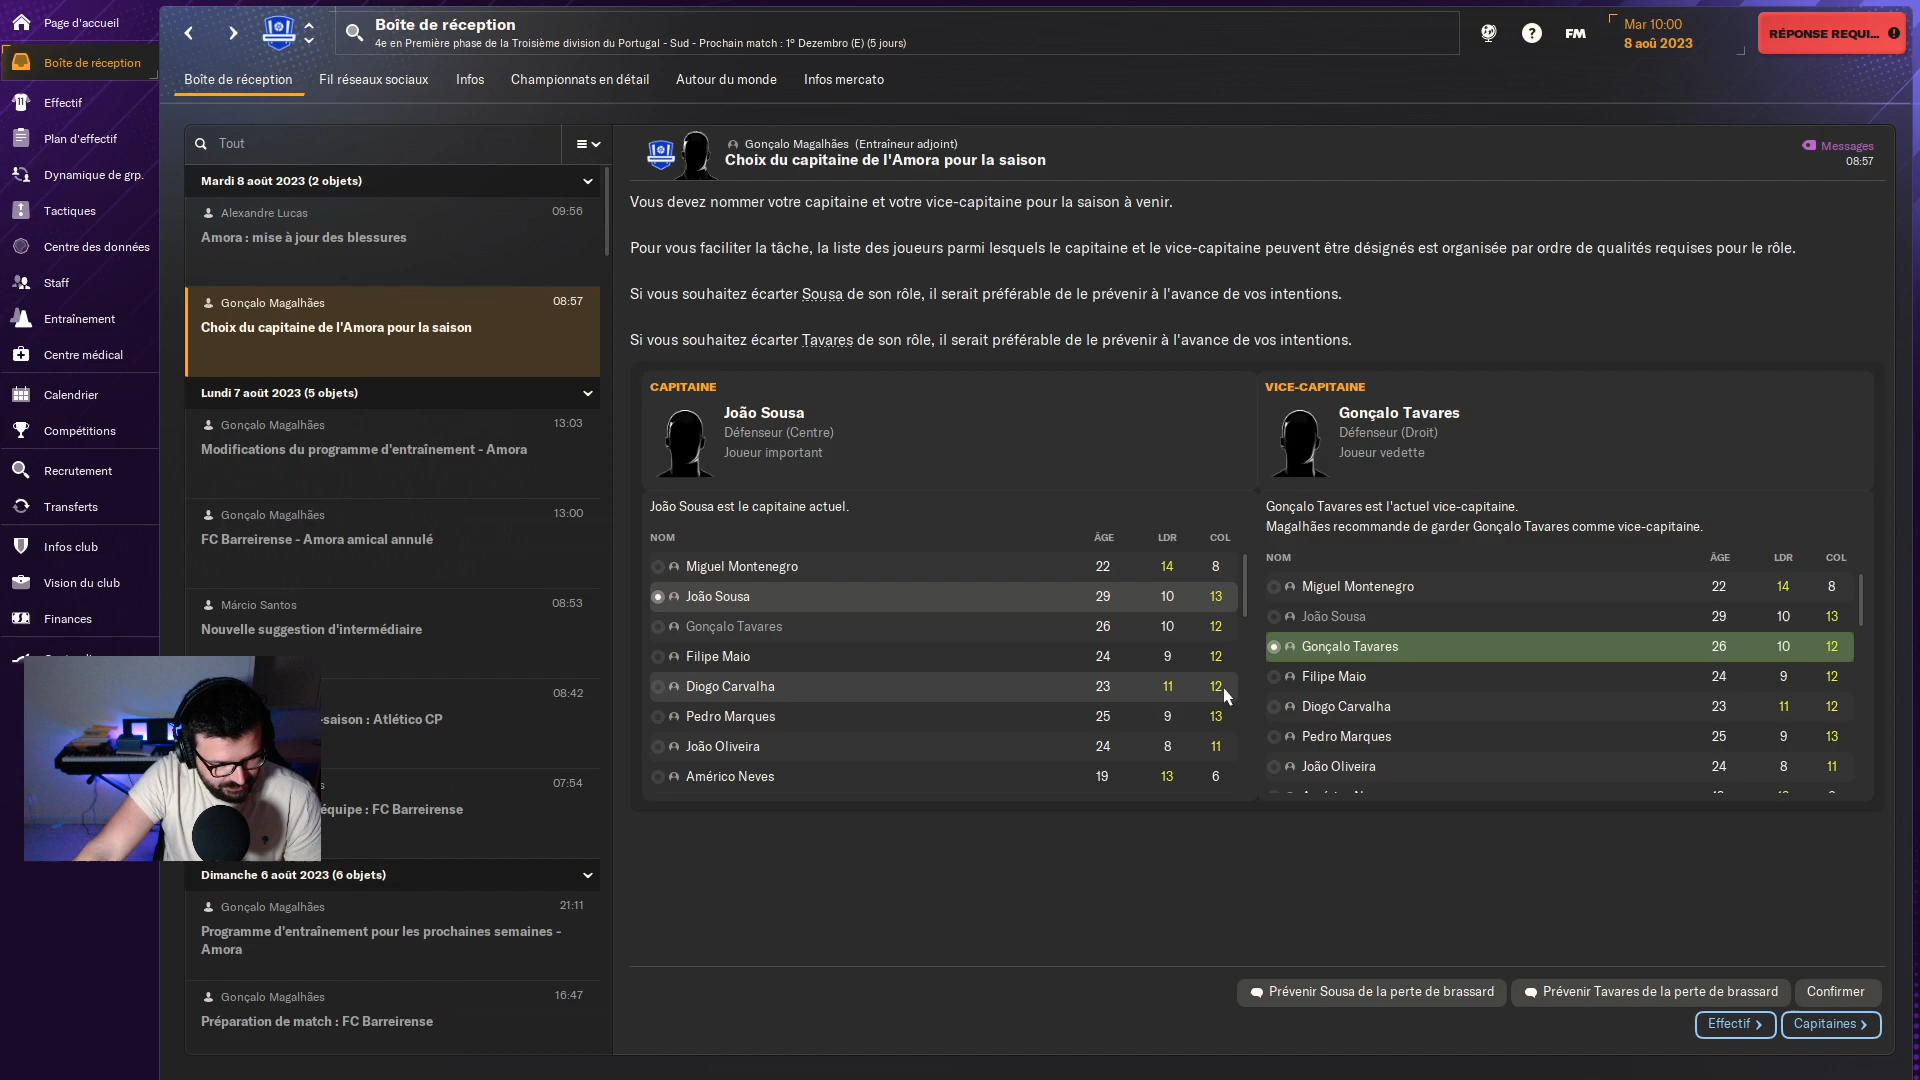 Page d'accueil
Boîte de réception
Effectif
Plan d'effectif
Dynamique de grp.
Tactiques
Centre des données
Staff
Entraînement
Centre médical
Calendrier
Compétitions
Recrutement
Transferts
Infos club
Vision du club
Finances
Boîte de réception
4e en Première phase de la Troisième division du Portugal - Sud - Prochain match : 1º Dezembro (E) (5 jours)
FM
Mar 10:00
8 aoû 2023
RÉPONSE REQUI...
Boîte de réception
Fil réseaux sociaux
Infos
Championnats en détail
Autour du monde
Infos mercato
Tout
Mardi 8 août 2023 (2 objets)
Alexandre Lucas 09:56
Amora : mise à jour des blessures
Gonçalo Magalhães 08:57
Choix du capitaine de l'Amora pour la saison
Lundi 7 août 2023 (5 objets)
Gonçalo Magalhães 13:03
Modifications du programme d'entraînement - Amora
Gonçalo Magalhães 13:00
FC Barreirense - Amora amical annulé
Márcio Santos 08:53
Nouvelle suggestion d'intermédiaire
08:42
-saison : Atlético CP
07:54
équipe : FC Barreirense
Dimanche 6 août 2023 (6 objets)
Gonçalo Magalhães 21:11
Programme d'entraînement pour les prochaines semaines -
Amora
Gonçalo Magalhães 16:47
Préparation de match : FC Barreirense
Gonçalo Magalhães (Entraîneur adjoint)
Choix du capitaine de l'Amora pour la saison
Messages
08:57
Vous devez nommer votre capitaine et votre vice-capitaine pour la saison à venir.
Pour vous faciliter la tâche, la liste des joueurs parmi lesquels le capitaine et le vice-capitaine peuvent être désignés est organisée par ordre de qualités requises pour le rôle.
Si vous souhaitez écarter Sousa de son rôle, il serait préférable de le prévenir à l'avance de vos intentions.
Si vous souhaitez écarter Tavares de son rôle, il serait préférable de le prévenir à l'avance de vos intentions.
CAPITAINE
João Sousa
Défenseur (Centre)
Joueur important
João Sousa est le capitaine actuel.
NOM ÂGE LDR COL
Miguel Montenegro 22 14 8
João Sousa 29 10 13
Gonçalo Tavares 26 10 12
Filipe Maio 24 9 12
Diogo Carvalha 23 11 12
Pedro Marques 25 9 13
João Oliveira 24 8 11
Américo Neves 19 13 6
VICE-CAPITAINE
Gonçalo Tavares
Défenseur (Droit)
Joueur vedette
Gonçalo Tavares est l'actuel vice-capitaine.
Magalhães recommande de garder Gonçalo Tavares comme vice-capitaine.
NOM ÂGE LDR COL
Miguel Montenegro 22 14 8
João Sousa 29 10 13
Gonçalo Tavares 26 10 12
Filipe Maio 24 9 12
Diogo Carvalha 23 11 12
Pedro Marques 25 9 13
João Oliveira 24 8 11
Prévenir Sousa de la perte de brassard
Prévenir Tavares de la perte de brassard
Confirmer
Effectif
Capitaines